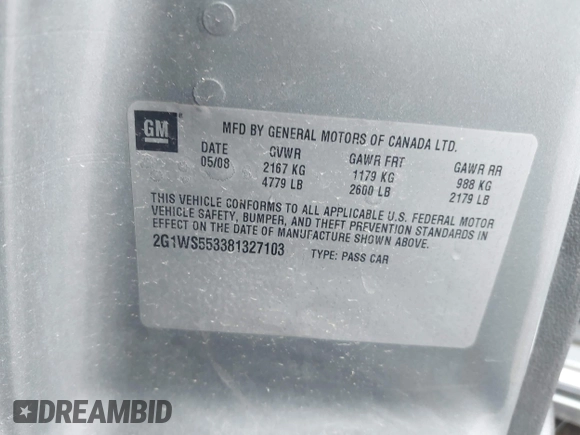 GM
MFD BY GENERAL MOTORS OF CANADA LTD.
DATE GVWR GAWR FRT GAWR RR
05/08 2167 KG 1179 KG 988 KG
4779 LB 2600 LB 2179 LB
THIS VEHICLE CONFORMS TO ALL APPLICABLE U.S. FEDERAL MOTOR
VEHICLE SAFETY, BUMPER, AND THEFT PREVENTION STANDARDS IN
EFFECT ON THE DATE OF MANUFACTURE SHOWN ABOVE.
2G1WS553381327103 TYPE: PASS CAR
DREAMBID